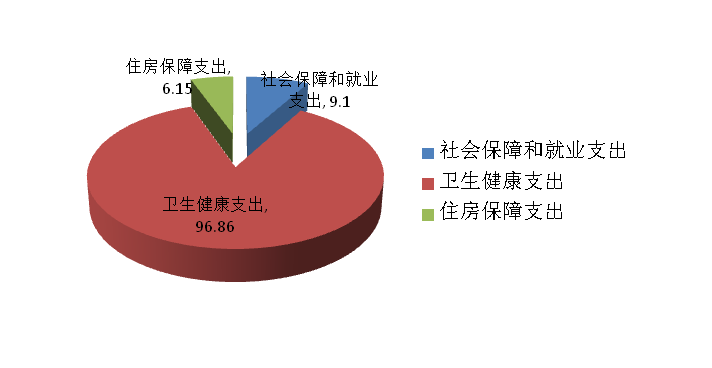 住房保障支出,
6.15
社会保障和就业
支出, 9.1
卫生健康支出,
96.86
社会保障和就业支出
卫生健康支出
住房保障支出